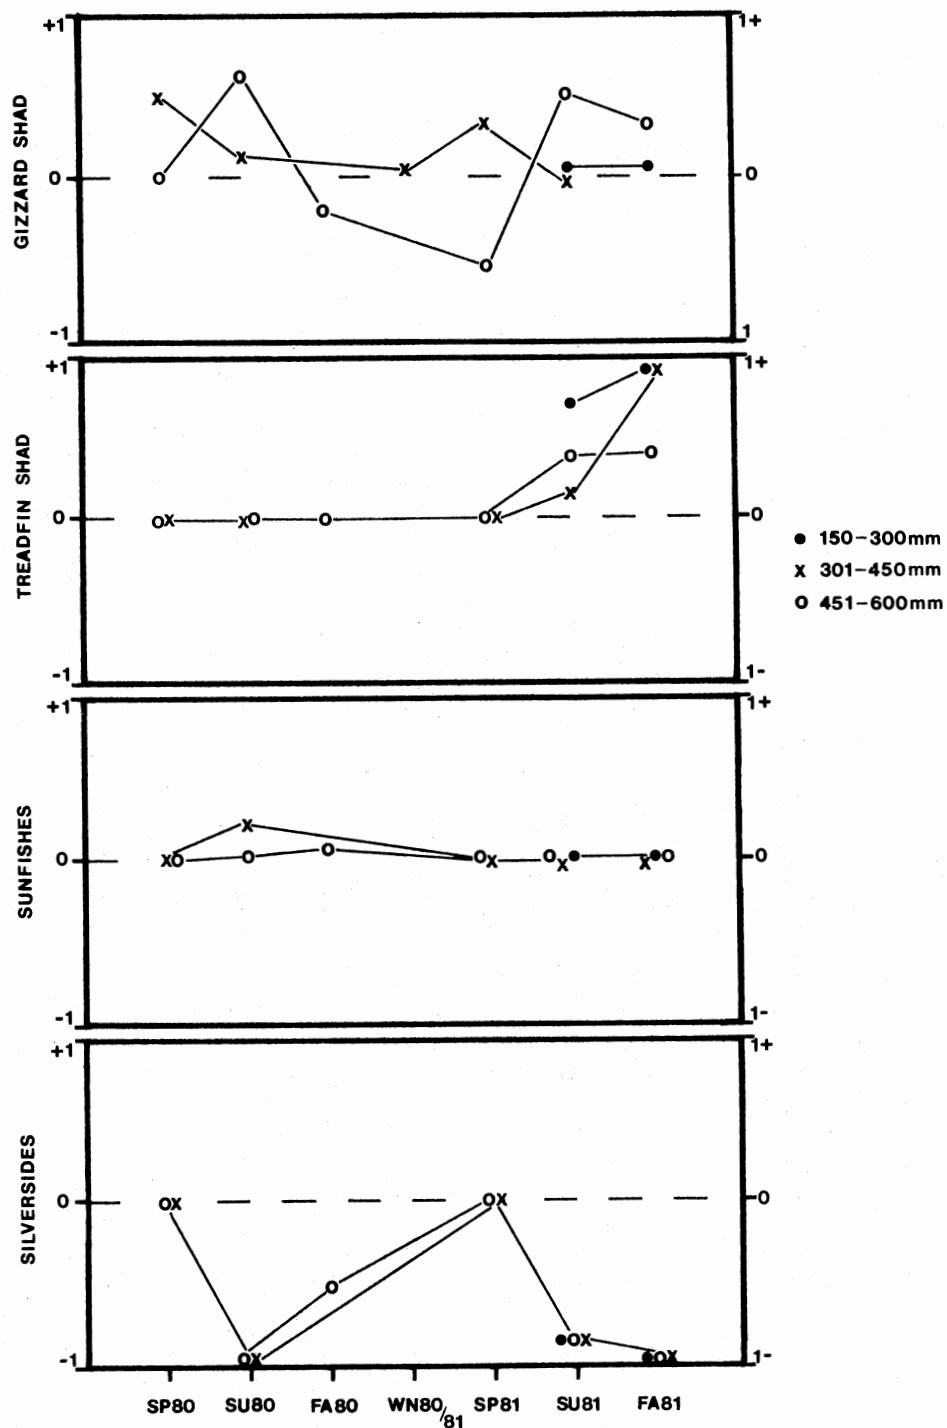 +1 1+
GIZZARD SHAD
0 0
-1 1
+1 1+
TREADFIN SHAD
0 0
-1 1-
● 150-300mm
x 301-450mm
o 451-600mm
+1 1+
SUNFISHES
0 0
-1 1-
+1 1+
SILVERSIDES
0 0
-1 1-
SP80 SU80 FA80 WN80/81 SP81 SU81 FA81